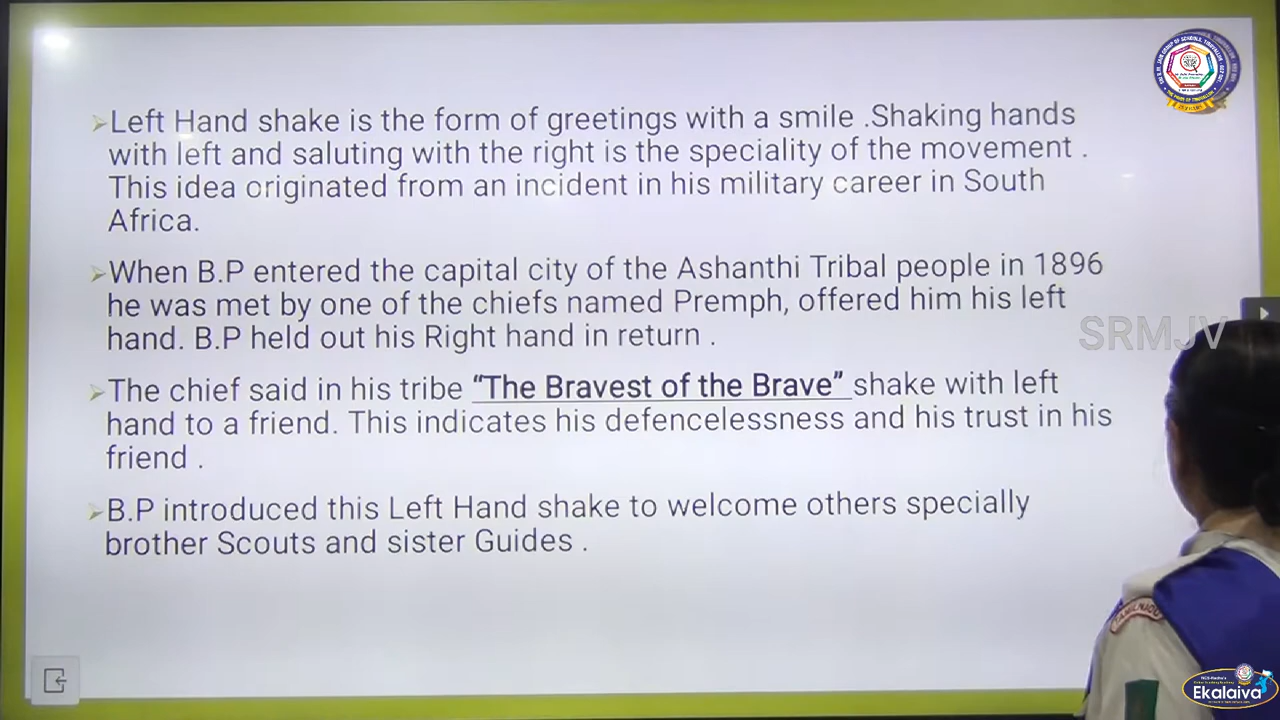 ➢Left Hand shake is the form of greetings with a smile .Shaking hands
with left and saluting with the right is the speciality of the movement .
This idea originated from an incident in his military career in South
Africa.
➢When B.P entered the capital city of the Ashanthi Tribal people in 1896
he was met by one of the chiefs named Premph, offered him his left
hand. B.P held out his Right hand in return .
➢The chief said in his tribe “The Bravest of the Brave” shake with left
hand to a friend. This indicates his defencelessness and his trust in his
friend .
➢B.P introduced this Left Hand shake to welcome others specially
brother Scouts and sister Guides .
SRMJV
TAMILNADU
Ekalaiva